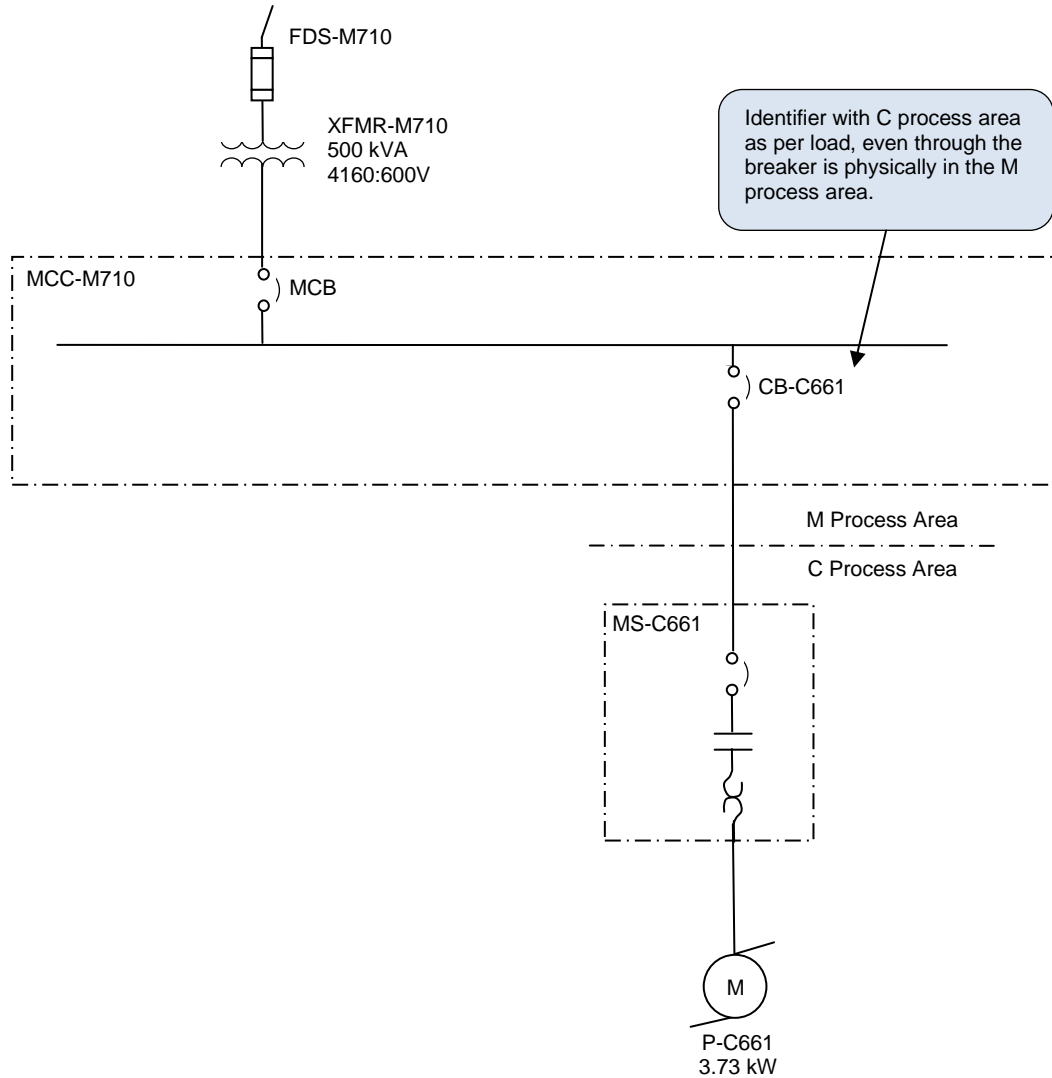 FDS-M710
XFMR-M710
500 kVA
4160:600V
Identifier with C process area
as per load, even through the
breaker is physically in the M
process area.
MCC-M710
MCB
CB-C661
M Process Area
C Process Area
MS-C661
M
P-C661
3.73 kW